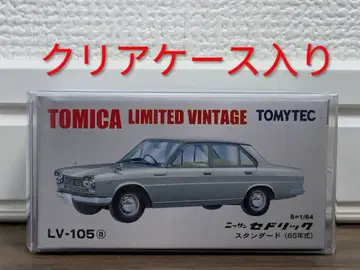 クリアケース入り
TOMICA LIMITED VINTAGE TOMYTEC
S=1/64
ニッサン セドリック
LV-105ⓐ スタンダード (65年式)